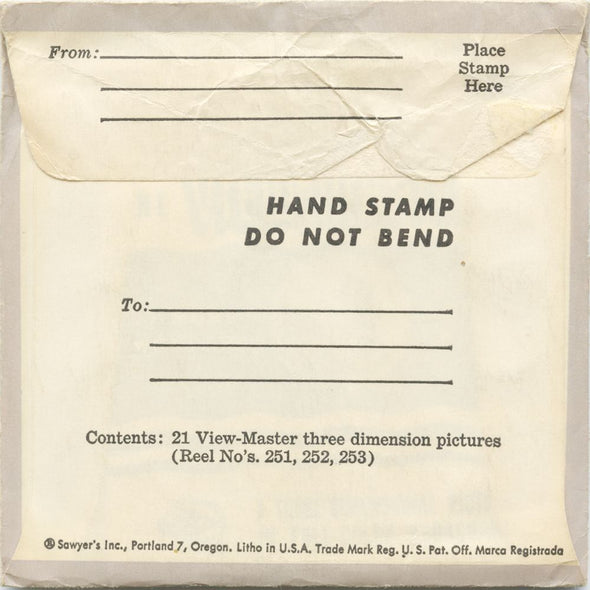 From:
Place
Stamp
Here
HAND STAMP
DO NOT BEND
To:
Contents: 21 View-Master three dimension pictures
(Reel No's. 251, 252, 253)
Sawyer's Inc., Portland 7, Oregon. Litho in U.S.A. Trade Mark Reg. U. S. Pat. Off. Marca Registrada